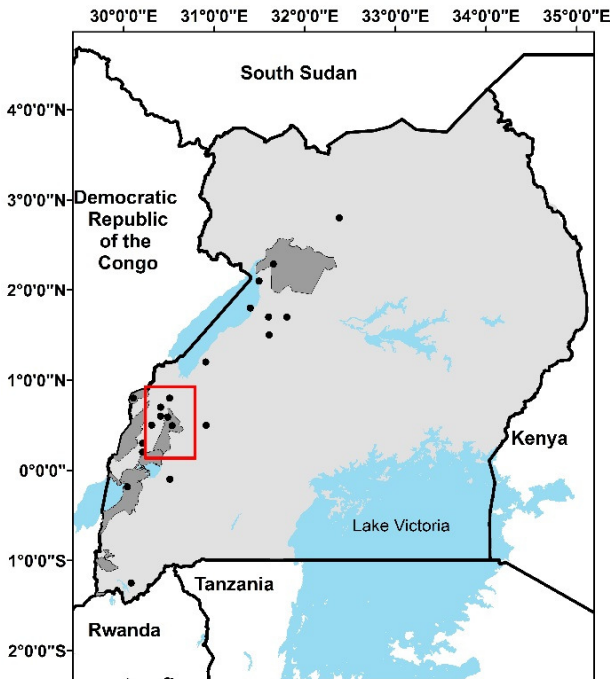 30°0'0"E 31°0'0"E 32°0'0"E 33°0'0"E 34°0'0"E 35°0'0"E
South Sudan
4°0'0"N
3°0'0"N
Democratic
Republic
of the
Congo
2°0'0"N
1°0'0"N
Kenya
0°0'0"
Lake Victoria
1°0'0"S
Tanzania
Rwanda
2°0'0"S